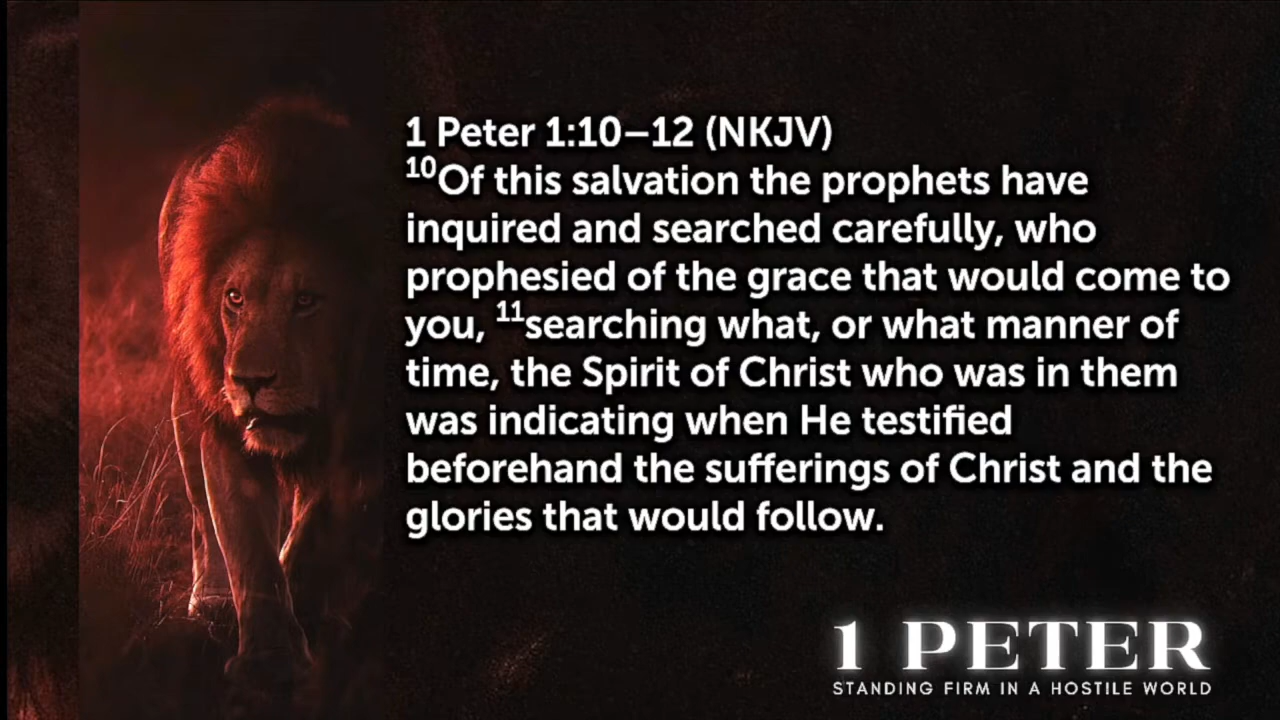 1 Peter 1:10–12 (NKJV)
¹⁰Of this salvation the prophets have
inquired and searched carefully, who
prophesied of the grace that would come to
you, ¹¹searching what, or what manner of
time, the Spirit of Christ who was in them
was indicating when He testified
beforehand the sufferings of Christ and the
glories that would follow.
1 PETER
STANDING FIRM IN A HOSTILE WORLD